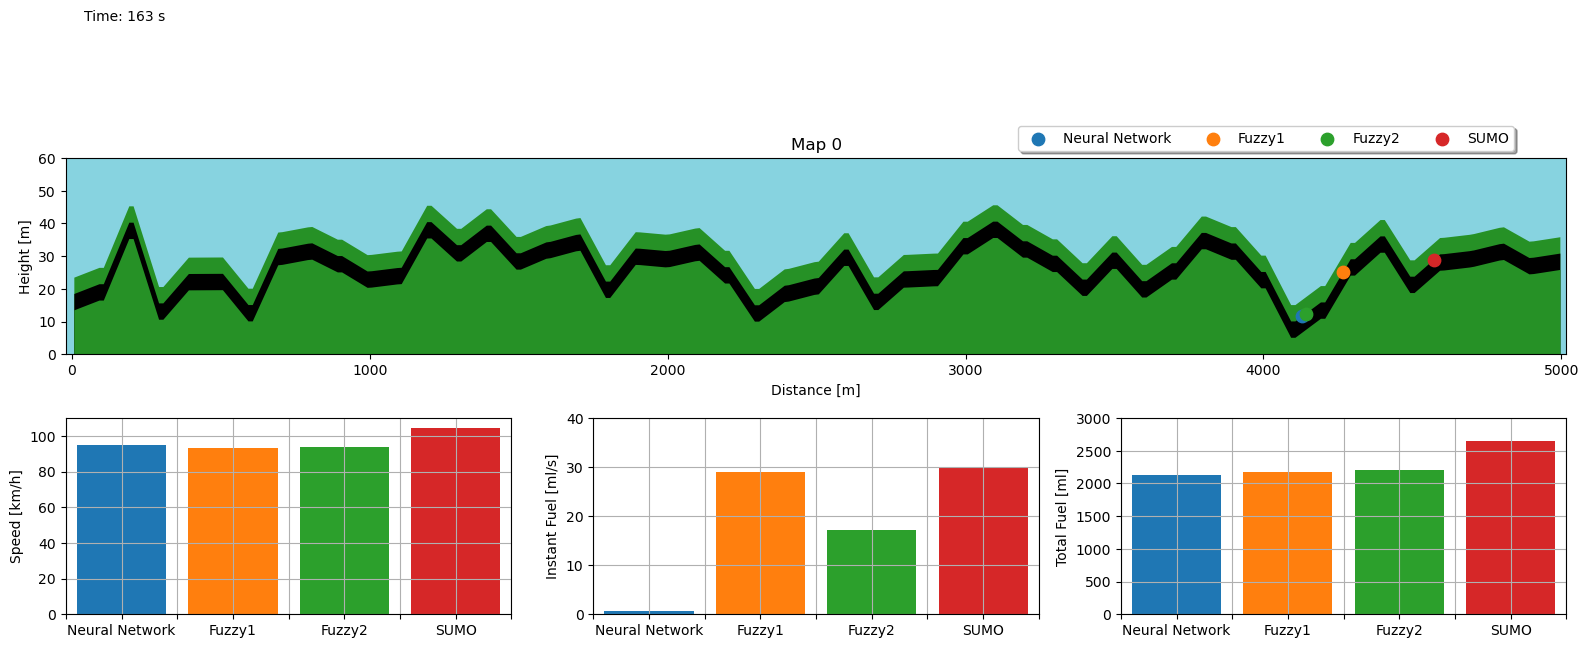 Time: 163 s
Map 0
Neural Network Fuzzy1 Fuzzy2 SUMO
Height [m]
60
50
40
30
20
10
0
0 1000 2000 3000 4000 5000
Distance [m]
Speed [km/h]
100
80
60
40
20
0
Neural Network Fuzzy1 Fuzzy2 SUMO
Instant Fuel [ml/s]
40
30
20
10
0
Neural Network Fuzzy1 Fuzzy2 SUMO
Total Fuel [ml]
3000
2500
2000
1500
1000
500
0
Neural Network Fuzzy1 Fuzzy2 SUMO